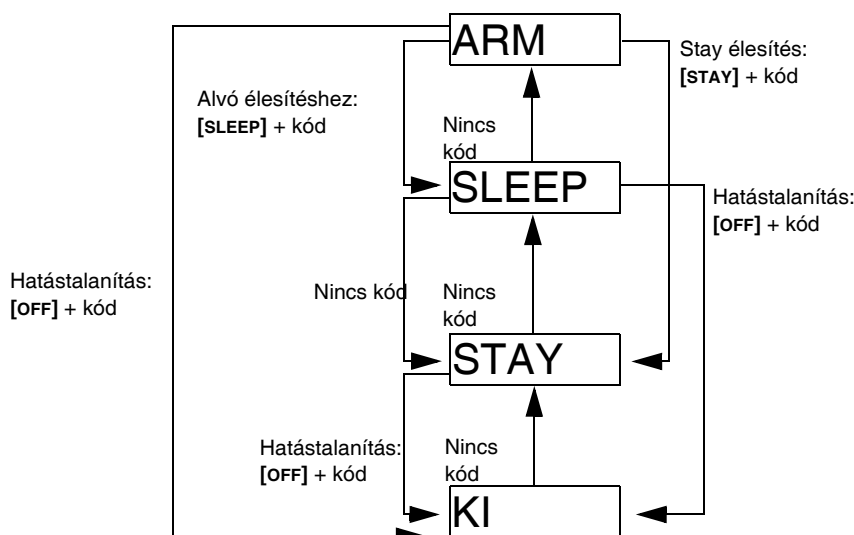 ARM
Stay élesítés:
[STAY] + kód
Alvó élesítéshez:
[SLEEP] + kód
Nincs
kód
SLEEP
Hatástalanítás:
[OFF] + kód
Hatástalanítás:
[OFF] + kód
Nincs kód
Nincs
kód
STAY
Hatástalanítás:
[OFF] + kód
Nincs
kód
KI